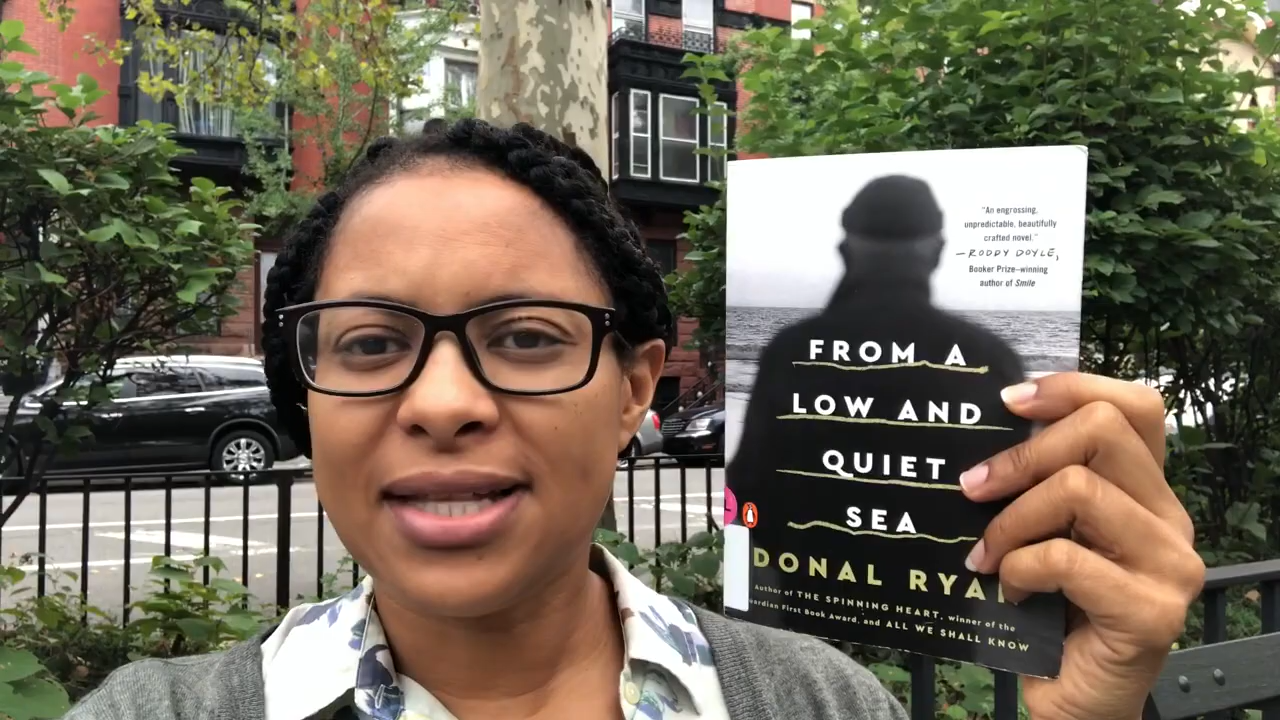 "An engrossing,
unpredictable, beautifully
crafted novel."
—RODDY DOYLE,
Booker Prize–winning
author of Smile
FROM A
LOW AND
QUIET
SEA
DONAL RYA
Author of THE SPINNING HEART, winner of the
First Book Award, and ALL WE SHALL KNOW